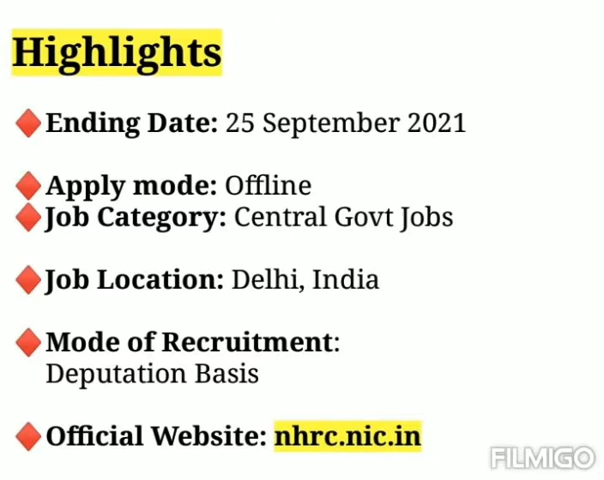 Highlights
Ending Date: 25 September 2021
Apply mode: Offline
Job Category: Central Govt Jobs
Job Location: Delhi, India
Mode of Recruitment:
Deputation Basis
Official Website: nhrc.nic.in
FILMIGO